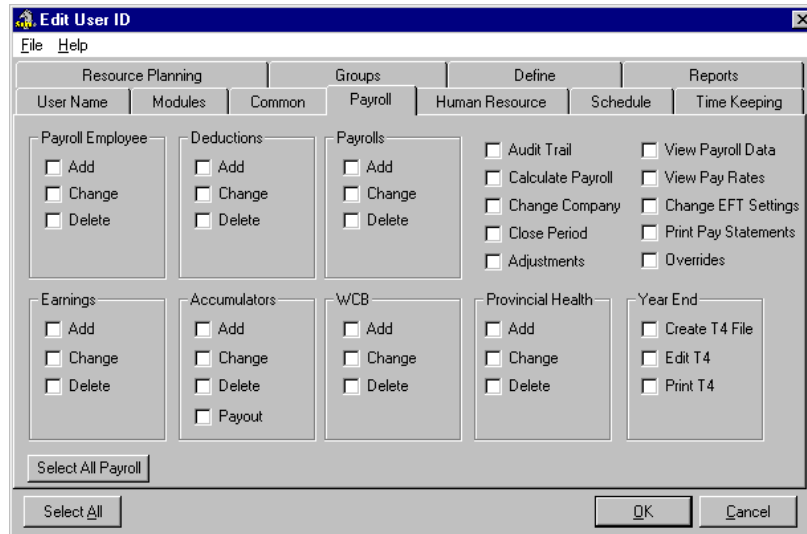 Edit User ID
File Help
Resource Planning Groups Define Reports
User Name Modules Common Payroll Human Resource Schedule Time Keeping
Payroll Employee Deductions Payrolls
Add Add Add Audit Trail View Payroll Data
Change Change Change Calculate Payroll View Pay Rates
Delete Delete Delete Change Company Change EFT Settings
Close Period Print Pay Statements
Adjustments Overrides
Earnings Accumulators WCB Provincial Health Year End
Add Add Add Add Create T4 File
Change Change Change Change Edit T4
Delete Delete Delete Delete Print T4
Payout
Select All Payroll
Select All OK Cancel